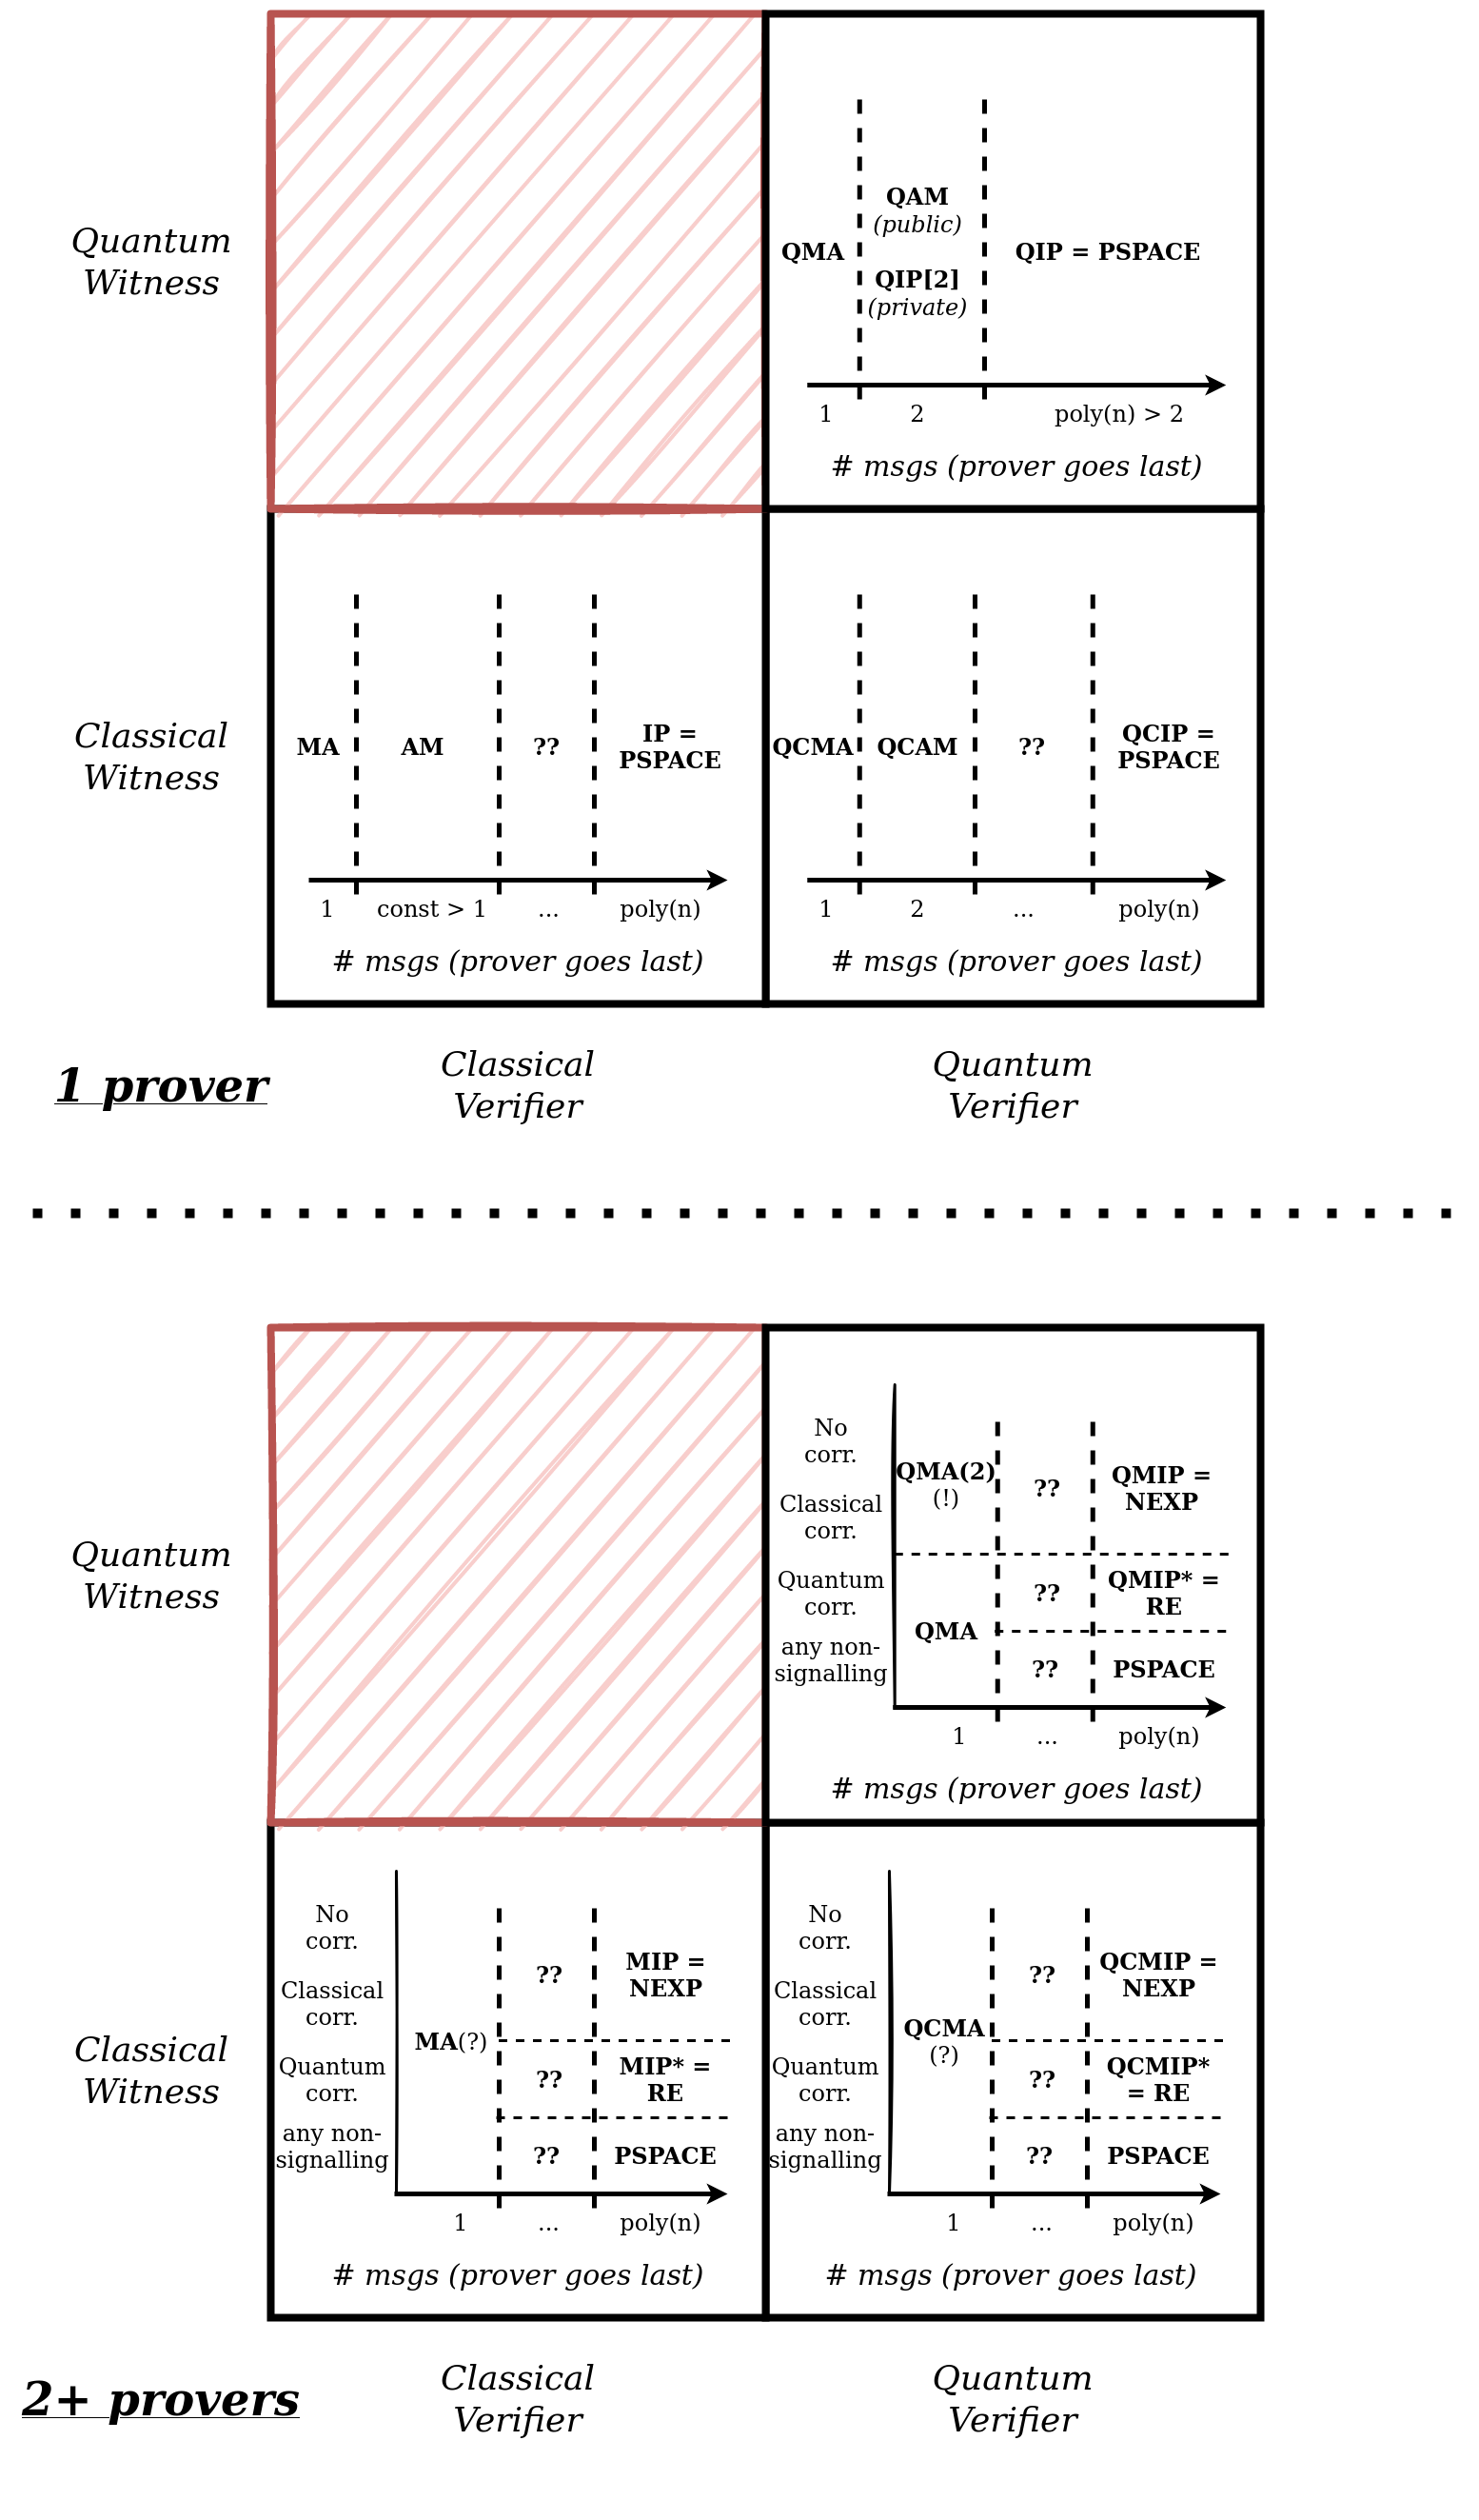 Quantum
Witness
QAM
(public)
QMA
QIP[2]
(private)
QIP = PSPACE
1
2
poly(n) > 2
# msgs (prover goes last)
Classical
Witness
MA
AM
??
IP =
PSPACE
1
const > 1
...
poly(n)
# msgs (prover goes last)
QCMA
QCAM
??
QCIP =
PSPACE
1
2
...
poly(n)
# msgs (prover goes last)
1 prover
Classical
Verifier
Quantum
Verifier
Quantum
Witness
No
corr.
Classical
corr.
Quantum
corr.
any non-
signalling
QMA(2)
(!)
??
QMIP =
NEXP
QMA
??
QMIP* =
RE
??
PSPACE
1
...
poly(n)
# msgs (prover goes last)
Classical
Witness
No
corr.
Classical
corr.
Quantum
corr.
any non-
signalling
MA(?)
??
MIP =
NEXP
??
MIP* =
RE
??
PSPACE
1
...
poly(n)
# msgs (prover goes last)
No
corr.
Classical
corr.
Quantum
corr.
any non-
signalling
QCMA
(?)
??
QCMIP =
NEXP
??
QCMIP*
= RE
??
PSPACE
1
...
poly(n)
# msgs (prover goes last)
2+ provers
Classical
Verifier
Quantum
Verifier